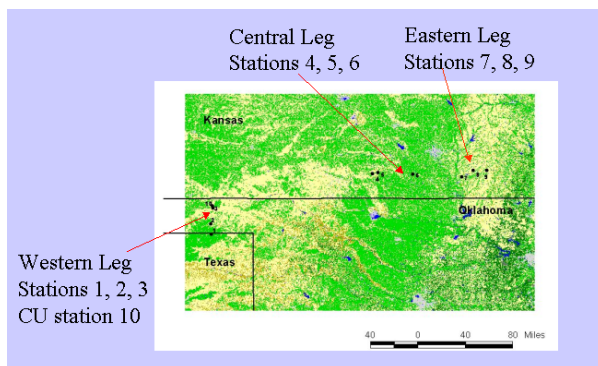 Central Leg
Stations 4, 5, 6
Eastern Leg
Stations 7, 8, 9
Kansas
Oklahoma
Texas
Western Leg
Stations 1, 2, 3
CU station 10
40 0 40 80 Miles